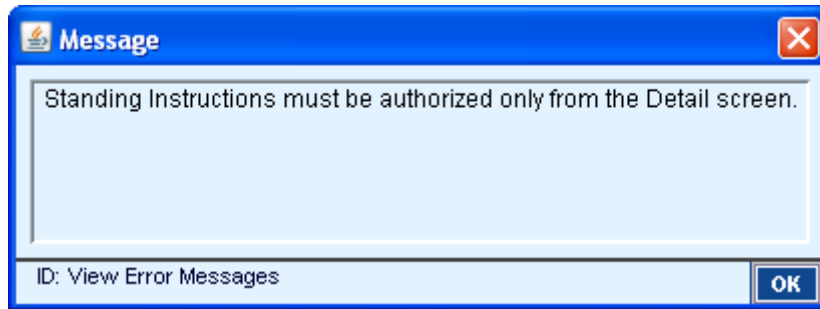 Message
Standing Instructions must be authorized only from the Detail screen.
ID: View Error Messages
OK